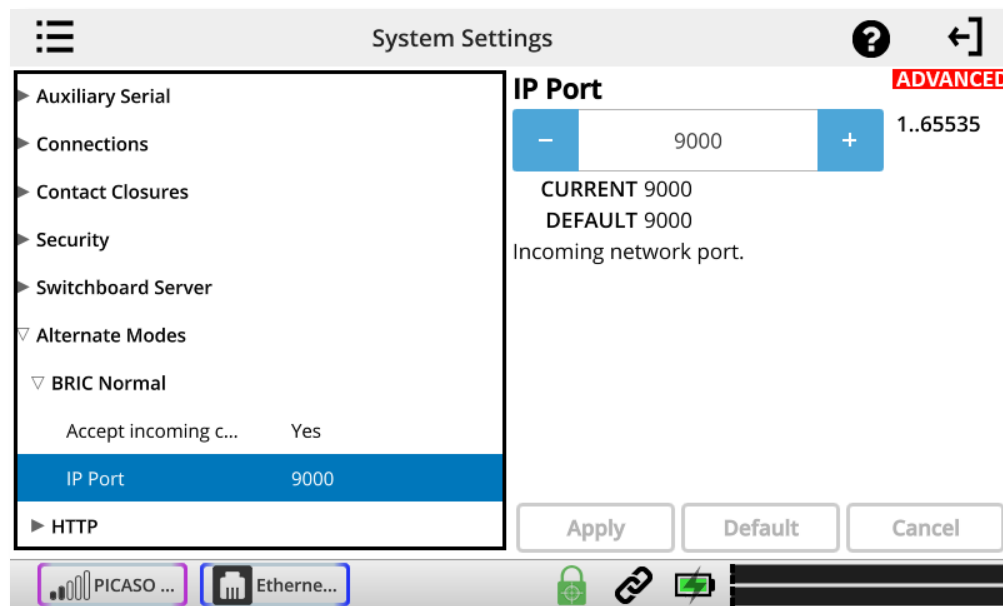 System Settings
?
Auxiliary Serial
Connections
Contact Closures
Security
Switchboard Server
Alternate Modes
BRIC Normal
Accept incoming c... Yes
IP Port 9000
HTTP
IP Port
ADVANCED
− 9000 +
1..65535
CURRENT 9000
DEFAULT 9000
Incoming network port.
Apply Default Cancel
PICASO ... Etherne...